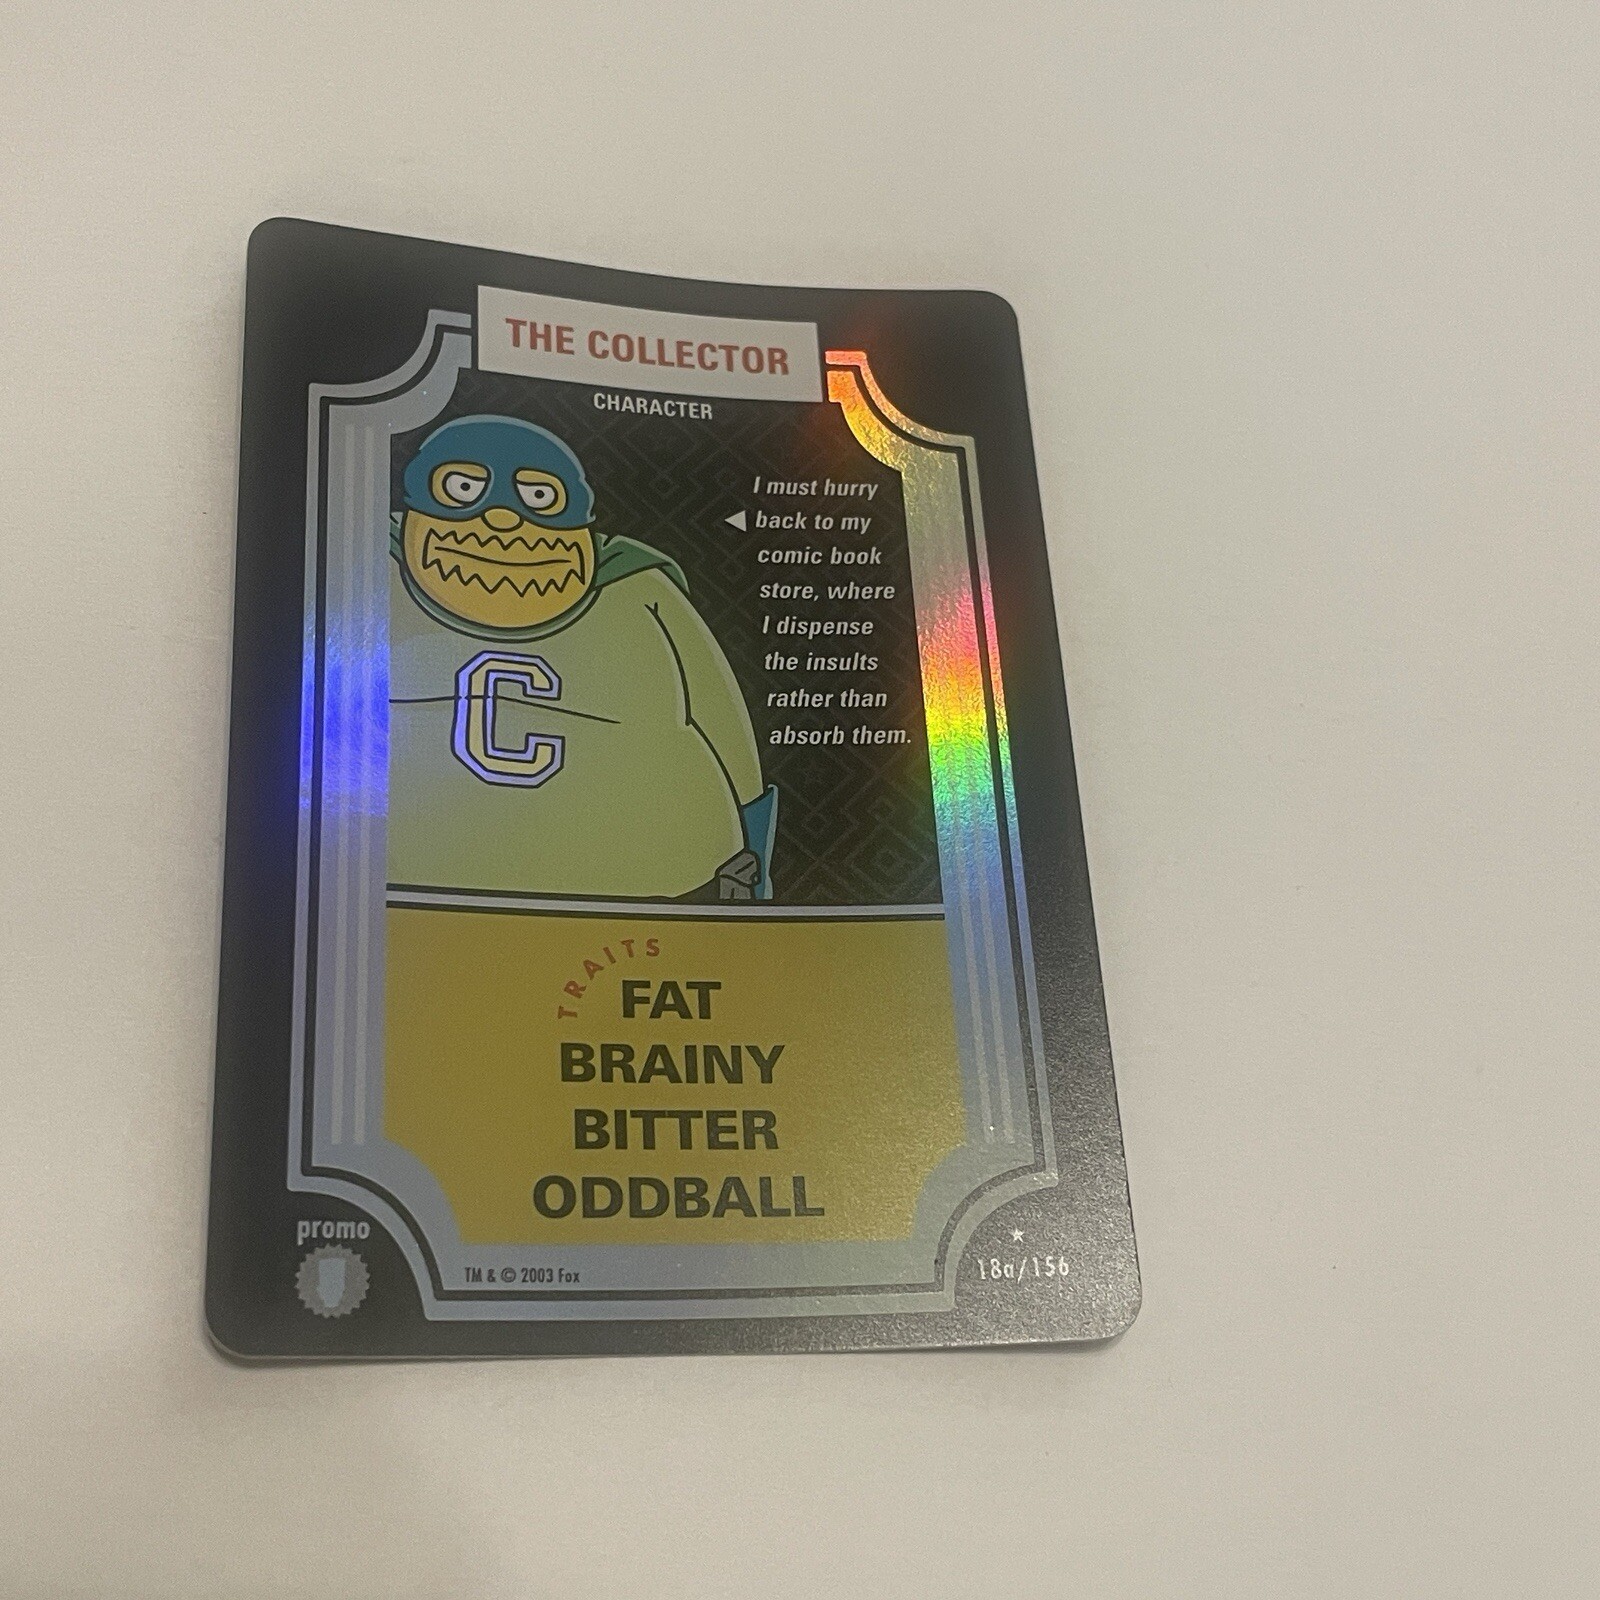 THE COLLECTOR
CHARACTER
I must hurry
back to my
comic book
store, where
I dispense
the insults
rather than
absorb them.
C
TRAITS
FAT
BRAINY
BITTER
ODDBALL
promo
TM & © 2003 Fox
18a/156